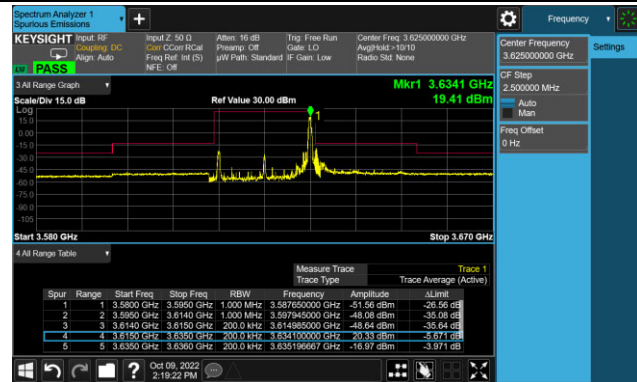 Spectrum Analyzer 1
Spurious Emissions
Frequency
KEYSIGHT
Input: RF
Coupling: DC
Align: Auto
Input Z: 50 Ω
Corr CCorr RCal
Freq Ref: Int (S)
NFE: Off
Atten: 16 dB
Preamp: Off
µW Path: Standard
Trig: Free Run
Gate: LO
IF Gain: Low
Center Freq: 3.625000000 GHz
Avg|Hold:>10/10
Radio Std: None
PASS
Center Frequency
3.625000000 GHz
Settings
CF Step
2.500000 MHz
Auto
Man
Freq Offset
0 Hz
3 All Range Graph
Mkr1 3.6341 GHz
19.41 dBm
Scale/Div 15.0 dB
Ref Value 30.00 dBm
Log
15.0
0.00
-15.0
-30.0
-45.0
-60.0
-75.0
-90.0
-105
1
Start 3.580 GHz
Stop 3.670 GHz
4 All Range Table
Measure Trace Trace 1
Trace Type Trace Average (Active)
Spur Range Start Freq Stop Freq RBW Frequency Amplitude ΔLimit
1 1 3.5800 GHz 3.5950 GHz 1.000 MHz 3.587650000 GHz -51.56 dBm -26.56 dB
2 2 3.5950 GHz 3.6140 GHz 1.000 MHz 3.597945000 GHz -48.08 dBm -35.08 dB
3 3 3.6140 GHz 3.6150 GHz 200.0 kHz 3.614985000 GHz -48.64 dBm -35.64 dB
4 4 3.6150 GHz 3.6350 GHz 200.0 kHz 3.634100000 GHz 20.33 dBm -5.671 dB
5 5 3.6350 GHz 3.6360 GHz 200.0 kHz 3.635196667 GHz -16.97 dBm -3.971 dB
Oct 09, 2022
2:19:22 PM